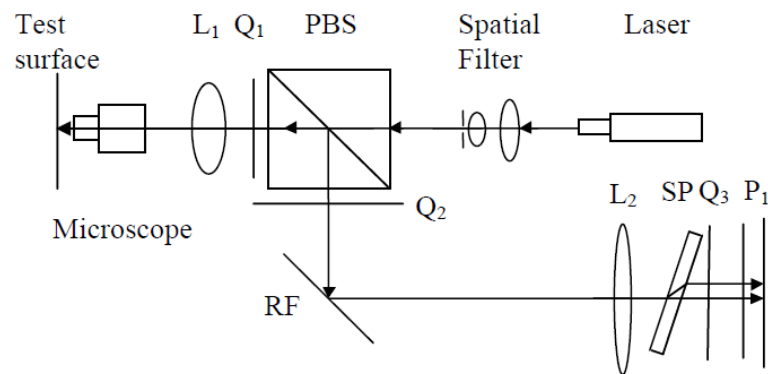 Test
surface
L₁
Q₁
PBS
Spatial
Filter
Laser
Microscope
Q₂
RF
L₂
SP
Q₃
P₁